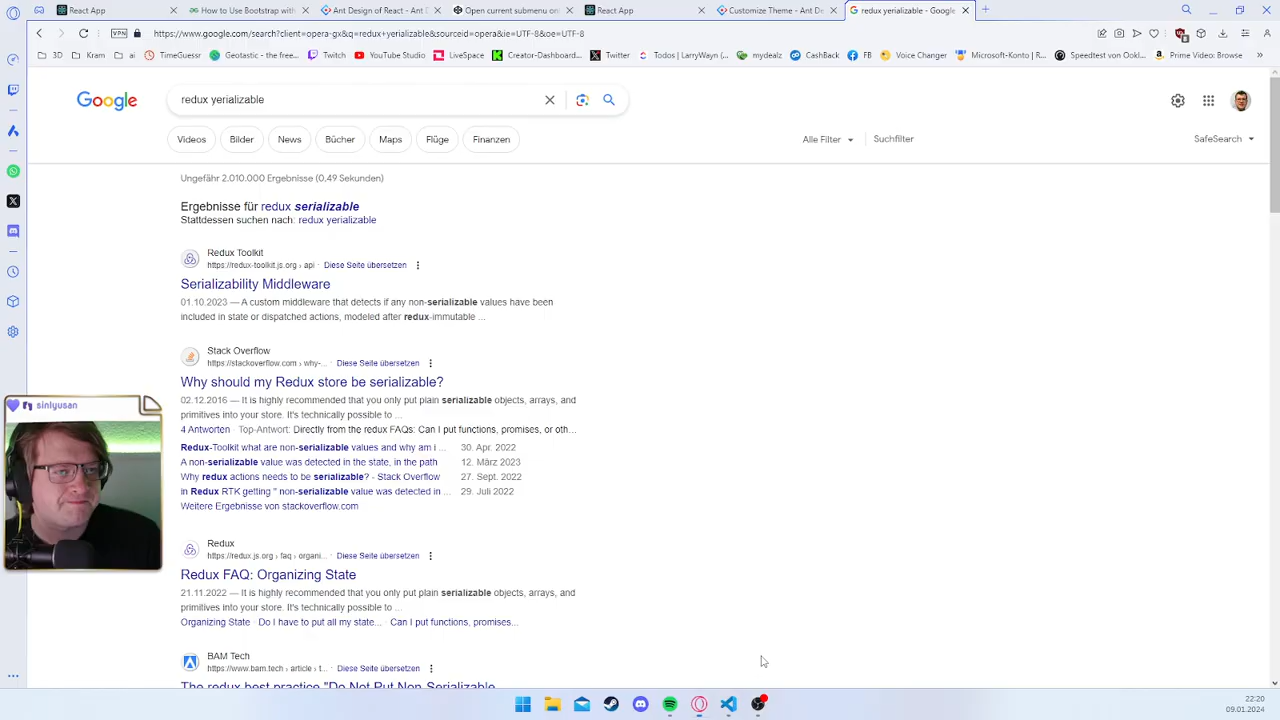 React App
How to Use Bootstrap with
Ant Design of React - Ant D
Open current submenu onl
React App
Customize Theme - Ant De
redux yerializable - Google
VPN
https://www.google.com/search?client=opera-gx&q=redux+yerializable&sourceid=opera&ie=UTF-8&oe=UTF-8
3D
Kram
ai
TimeGuessr
Geotastic - the free...
Twitch
YouTube Studio
LiveSpace
Creator-Dashboard...
Twitter
Todos | LarryWayn |
mydealz
CashBack
FB
Voice Changer
Microsoft-Konto | R...
Speedtest von Ookl...
Prime Video: Browse
»
Google
redux yerializable
Videos
Bilder
News
Bücher
Maps
Flüge
Finanzen
Alle Filter
Suchfilter
SafeSearch
Ungefähr 2.010.000 Ergebnisse (0,49 Sekunden)
Ergebnisse für redux serializable
Stattdessen suchen nach: redux yerializable
Redux Toolkit
https://redux-toolkit.js.org › api · Diese Seite übersetzen
Serializability Middleware
01.10.2023 — A custom middleware that detects if any non-serializable values have been
included in state or dispatched actions, modeled after redux-immutable ...
Stack Overflow
https://stackoverflow.com › why-... · Diese Seite übersetzen
Why should my Redux store be serializable?
02.12.2016 — It is highly recommended that you only put plain serializable objects, arrays, and
primitives into your store. It's technically possible to ...
4 Antworten · Top-Antwort: Directly from the redux FAQs: Can I put functions, promises, or oth...
Redux-Toolkit what are non-serializable values and why am i ... 30. Apr. 2022
A non-serializable value was detected in the state, in the path 12. März 2023
Why redux actions needs to be serializable? - Stack Overflow 27. Sept. 2022
in Redux RTK getting " non-serializable value was detected in ... 29. Juli 2022
Weitere Ergebnisse von stackoverflow.com
sinlyusan
Redux
https://redux.js.org › faq › organi... · Diese Seite übersetzen
Redux FAQ: Organizing State
21.11.2022 — It is highly recommended that you only put plain serializable objects, arrays, and
primitives into your store. It's technically possible to ...
Organizing State · Do I have to put all my state... · Can I put functions, promises...
BAM Tech
https://www.bam.tech › article › t... · Diese Seite übersetzen
The redux best practice "Do Not Put Non-Serializable
22:20
09.01.2024